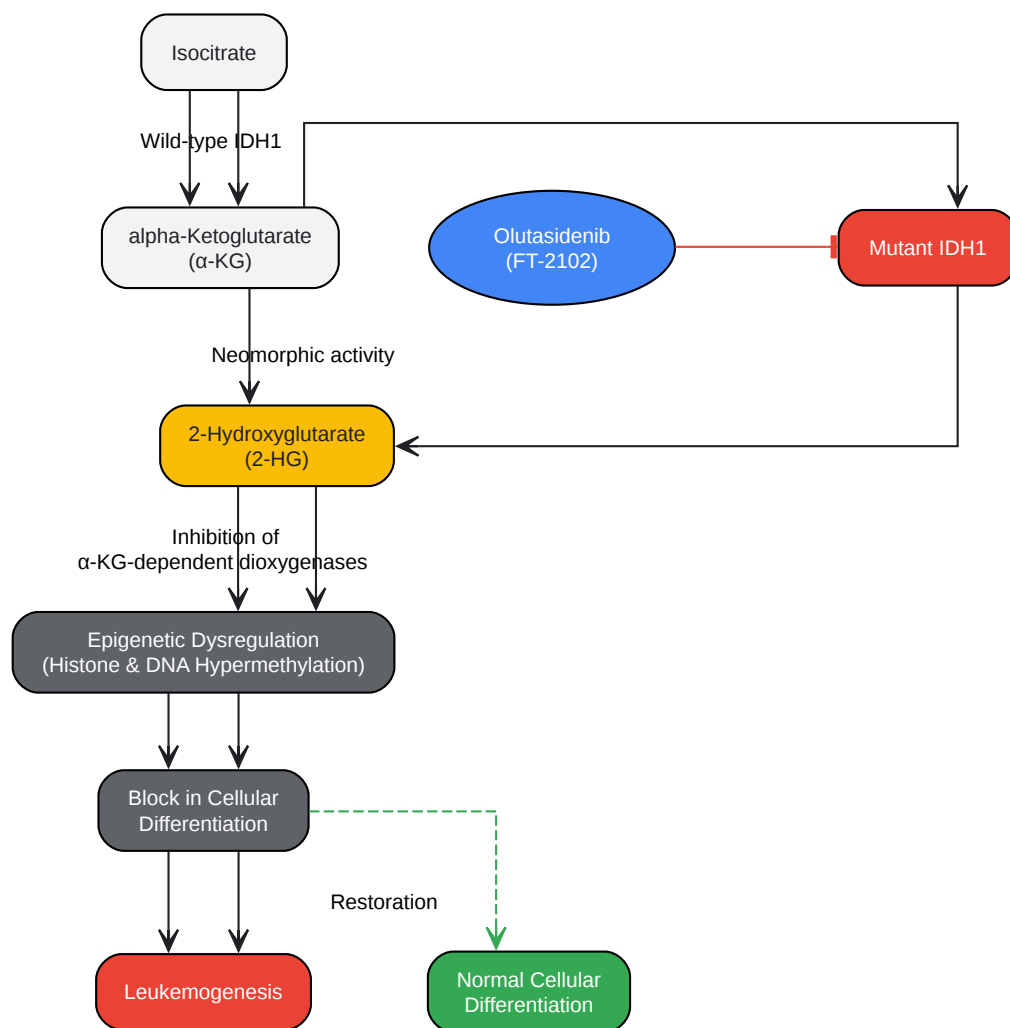 Isocitrate
Wild-type IDH1
alpha-Ketoglutarate
(α-KG)
Olutasidenib
(FT-2102)
Mutant IDH1
Neomorphic activity
2-Hydroxyglutarate
(2-HG)
Inhibition of
α-KG-dependent dioxygenases
Epigenetic Dysregulation
(Histone & DNA Hypermethylation)
Block in Cellular
Differentiation
Restoration
Leukemogenesis
Normal Cellular
Differentiation